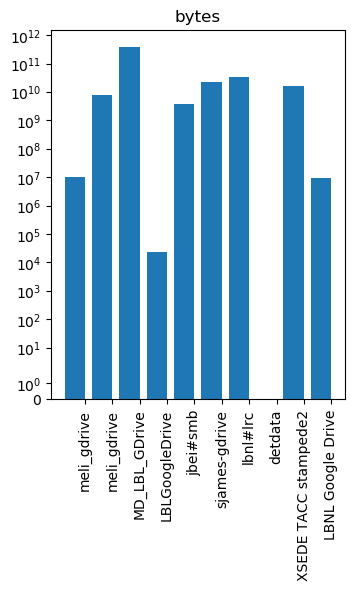 bytes
10^12
10^11
10^10
10^9
10^8
10^7
10^6
10^5
10^4
10^3
10^2
10^1
10^0
0
meli_gdrive
meli_gdrive
MD_LBL_GDrive
LBLGoogleDrive
jbei#smb
sjames-gdrive
lbnl#lrc
detdata
XSEDE TACC stampede2
LBNL Google Drive